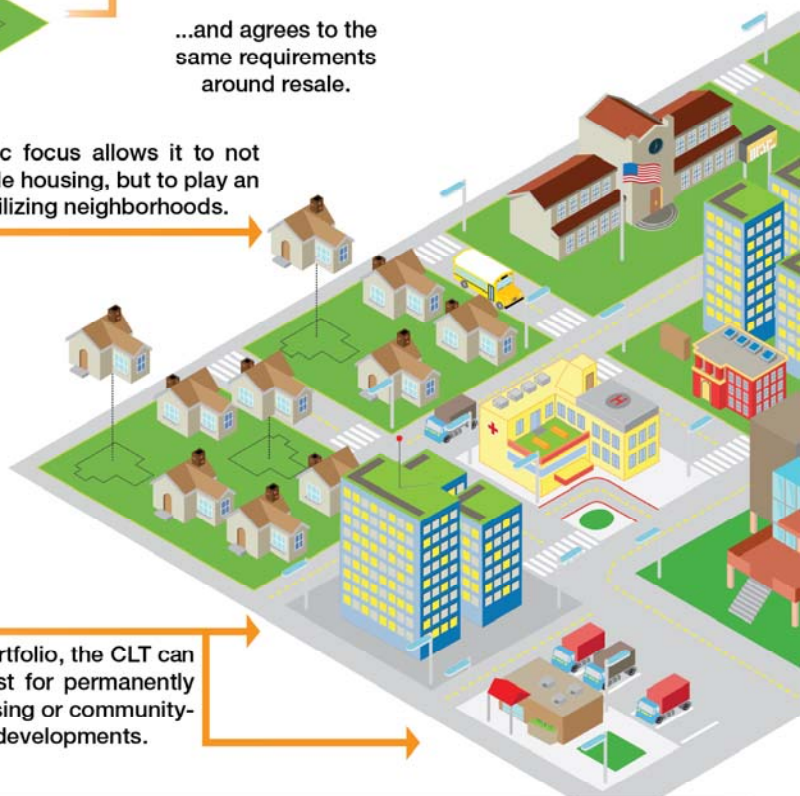 ...and agrees to the
same requirements
around resale.
c focus allows it to not
le housing, but to play an
ilizing neighborhoods.
rtfolio, the CLT can
st for permanently
sing or community-
developments.
H